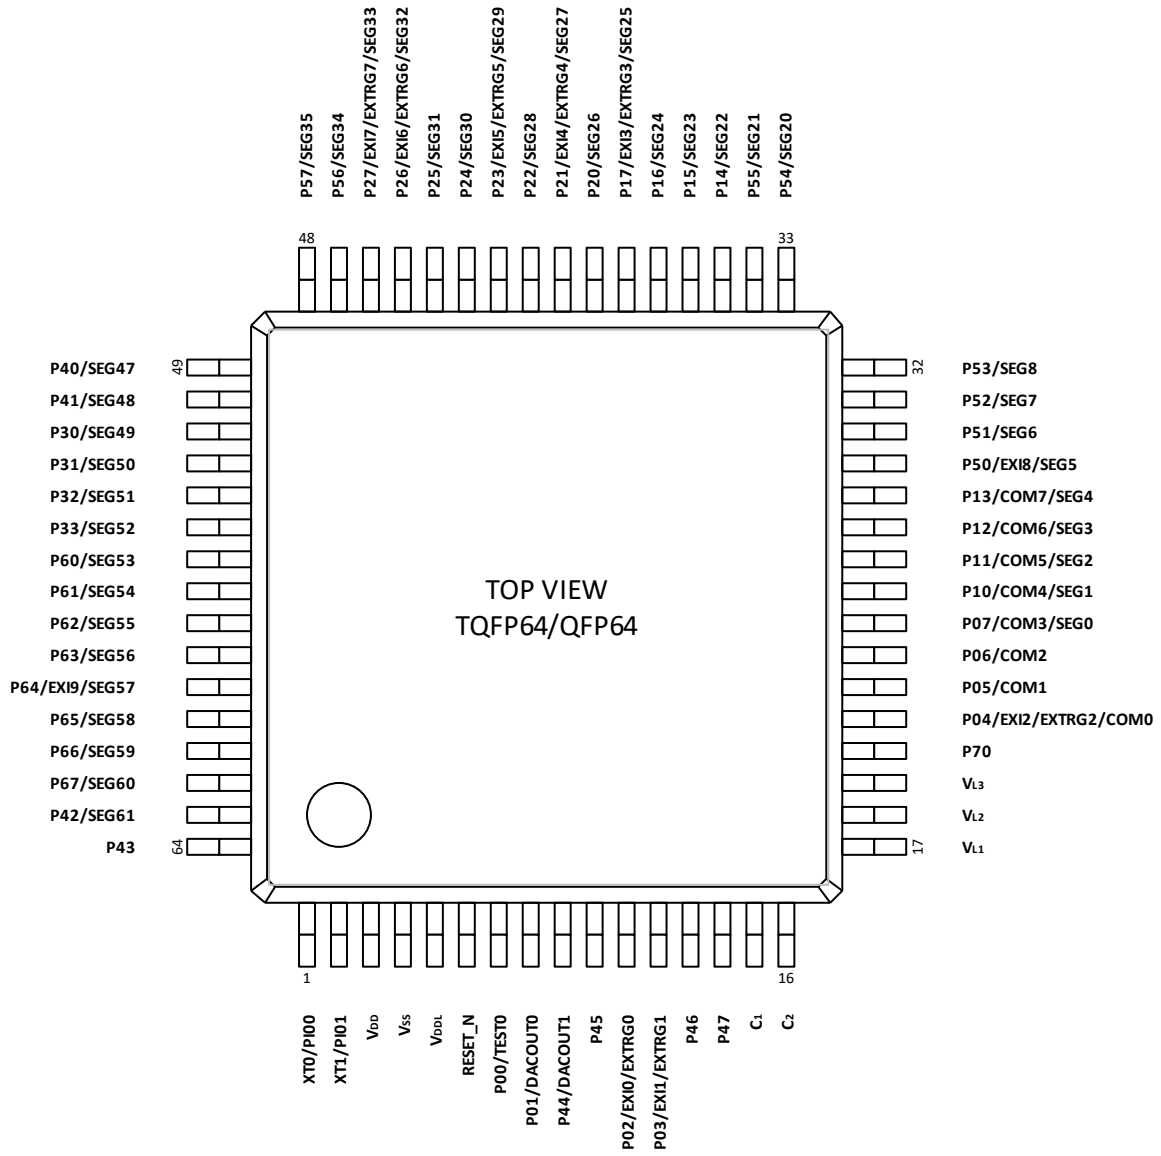 P57/SEG35
P56/SEG34
P27/EXI7/EXTRG7/SEG33
P26/EXI6/EXTRG6/SEG32
P25/SEG31
P24/SEG30
P23/EXI5/EXTRG5/SEG29
P22/SEG28
P21/EXI4/EXTRG4/SEG27
P20/SEG26
P17/EXI3/EXTRG3/SEG25
P16/SEG24
P15/SEG23
P14/SEG22
P55/SEG21
P54/SEG20
48
33
P40/SEG47
49
P41/SEG48
P30/SEG49
P31/SEG50
P32/SEG51
P33/SEG52
P60/SEG53
P61/SEG54
P62/SEG55
P63/SEG56
P64/EXI9/SEG57
P65/SEG58
P66/SEG59
P67/SEG60
P42/SEG61
P43
64
TOP VIEW
TQFP64/QFP64
32
P53/SEG8
P52/SEG7
P51/SEG6
P50/EXI8/SEG5
P13/COM7/SEG4
P12/COM6/SEG3
P11/COM5/SEG2
P10/COM4/SEG1
P07/COM3/SEG0
P06/COM2
P05/COM1
P04/EXI2/EXTRG2/COM0
P70
VL3
VL2
17
VL1
1
16
XT0/PI00
XT1/PI01
VDD
VSS
VDDL
RESET_N
P00/TEST0
P01/DACOUT0
P44/DACOUT1
P45
P02/EXI0/EXTRG0
P03/EXI1/EXTRG1
P46
P47
C1
C2